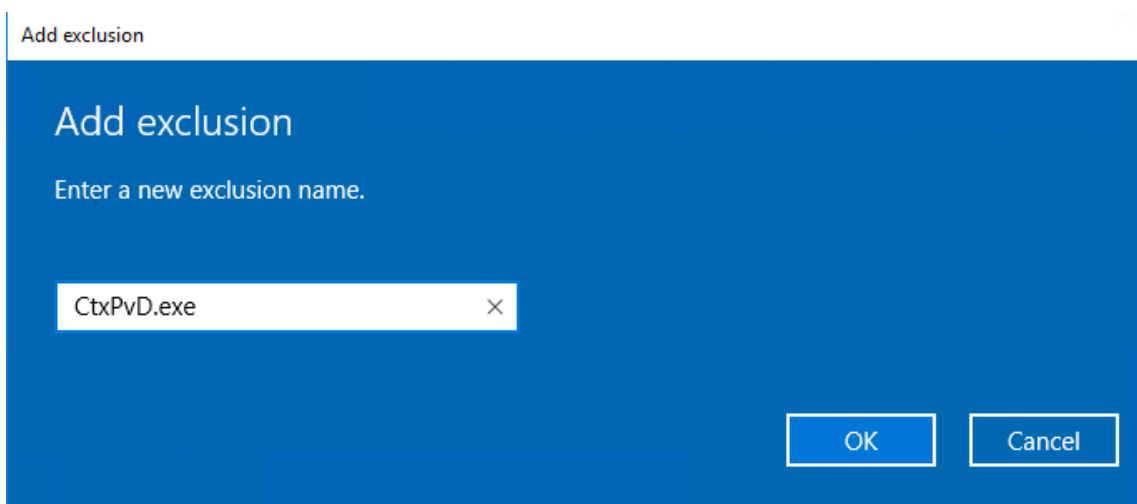 Add exclusion
Add exclusion
Enter a new exclusion name.
CtxPvD.exe
OK Cancel